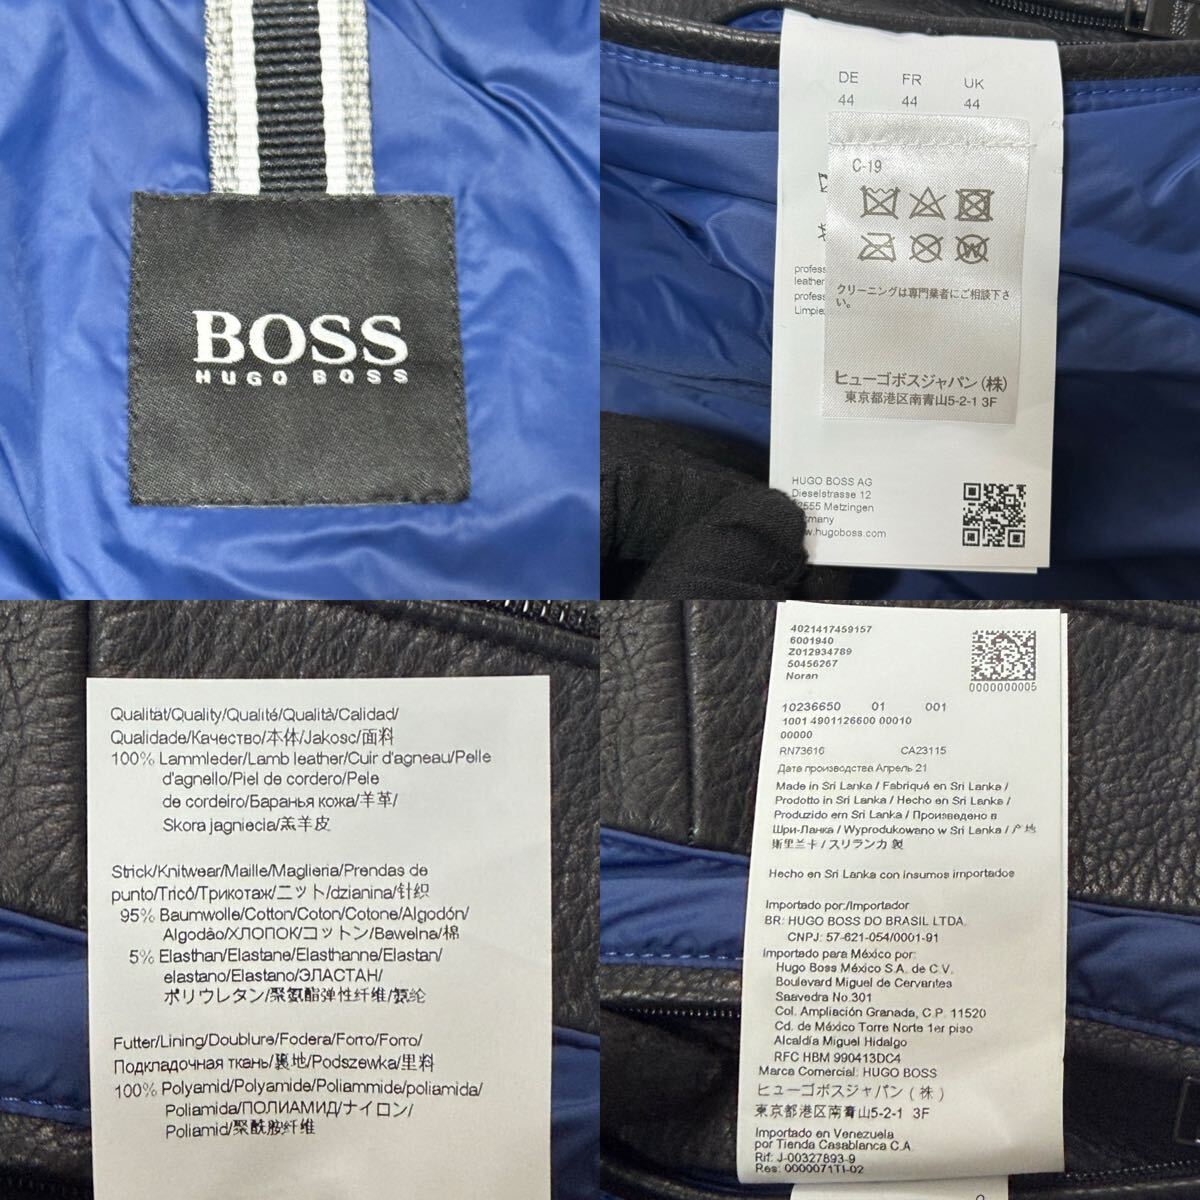 BOSS
HUGO BOSS
DE FR UK
44 44 44
C-19
W
クリーニングは専門業者にご相談下さ
い。
profess
leather
profess
Limpie
ヒューゴボスジャパン(株)
東京都港区南青山5-2-1 3F
HUGO BOSS AG
Dieselstrasse 12
2555 Metzingen
rmany
w.hugoboss.com
Qualität/Quality/Qualité/Qualità/Calidad/
Qualidade/Качество/本体/Jakosc/面料
100% Lammleder/Lamb leather/Cuir d'agneau/Pelle
d'agnello/Piel de cordero/Pele
de cordeiro/Баранья кожа/羊革/
Skora jagniecia/羔羊皮
Strick/Knitwear/Maille/Maglieria/Prendas de
punto/Tricó/Трикотаж/ニット/dzianina/针织
95% Baumwolle/Cotton/Coton/Cotone/Algodón/
Algodão/ХЛОПОК/コットン/Bawelna/棉
5% Elasthan/Elastane/Elasthanne/Elastan/
elastano/Elastano/ЭЛАСТАН/
ポリウレタン/聚氨酯弹性纤维/氨纶
Futter/Lining/Doublure/Fodera/Forro/Forro/
Подкладочная ткань/裏地/Podszewka/里料
100% Polyamid/Polyamide/Poliammide/poliamida/
Poliamida/ПОЛИАМИД/ナイロン/
Poliamid/聚酰胺纤维
4021417459157
6001940
Z012934789
50456267
Noran
0000000005
10236650 01 001
1001 4901126600 00010
00000
RN73616 CA23115
Дата производства Апрель 21
Made in Sri Lanka / Fabriqué en Sri Lanka /
Prodotto in Sri Lanka / Hecho en Sri Lanka /
Produzido em Sri Lanka / Произведено в
Шри-Ланка / Wyprodukowano w Sri Lanka / 产地
斯里兰卡 / スリランカ 製
Hecho en Sri Lanka con insumos importados
Importado por:/Importador
BR: HUGO BOSS DO BRASIL LTDA.
CNPJ: 57-621-054/0001-91
Importado para México por:
Hugo Boss México S.A. de C.V.
Boulevard Miguel de Cervantes
Saavedra No.301
Col. Ampliación Granada, C.P. 11520
Cd. de México Torre Norte 1er piso
Alcaldía Miguel Hidalgo
RFC HBM 990413DC4
Marca Comercial: HUGO BOSS
ヒューゴボスジャパン (株)
東京都港区南青山5-2-1 3F
Importado en Venezuela
por Tienda Casablanca C.A.
Rif: J-00327893-9
Res: 0000071TI-02